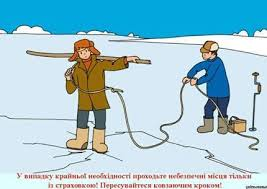 У випадку крайньої необхідності проходьте небезпечні місця тільки
із страховкою! Пересувайтеся ковзаючим кроком!